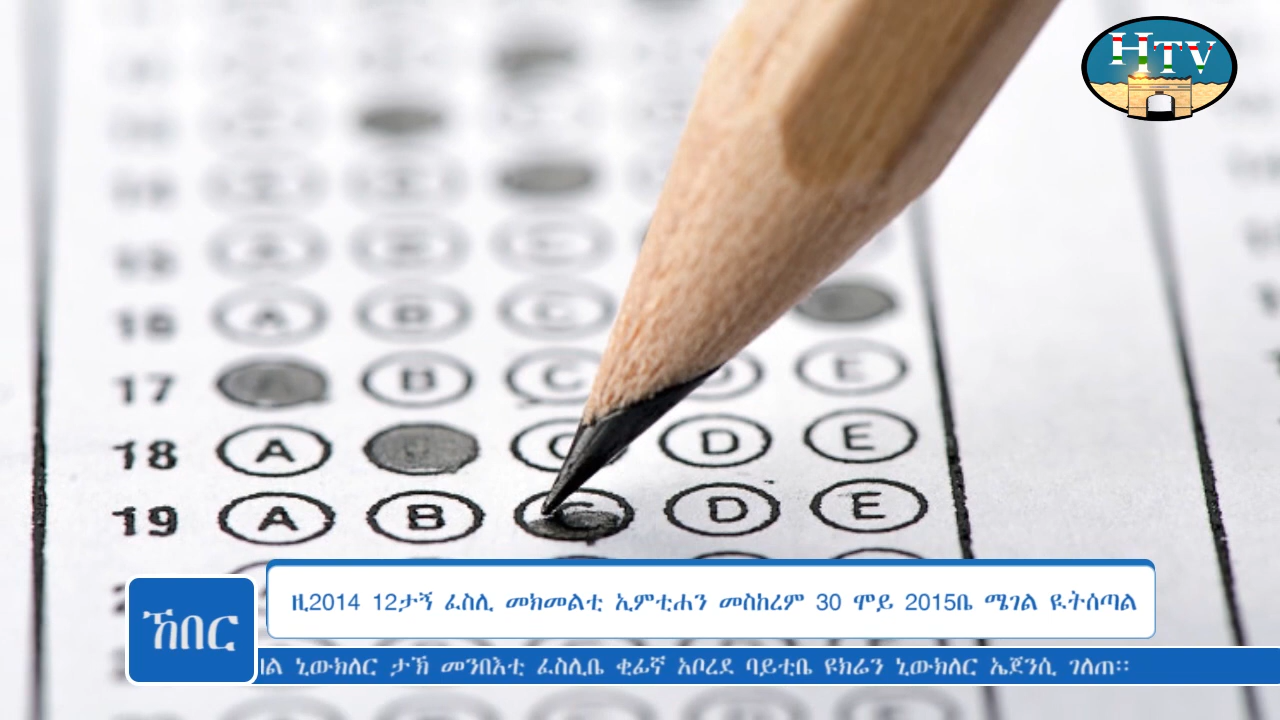 HTV
16 A B C
17 B C D E
18 A B C D E
19 A B C D E
ዚ2014 12ታኝ ፈስሊ መክመልቲ ኢምቲሐን መስከረም 30 ሞይ 2015ቤ ሜገል ዩትሰጣል
ኸበር
ል ኒውክለር ታኽ መንበእቲ ፈስሊቤ ቂፊኛ አቦረደ ባይቲቤ ዩክሬን ኒውክለር ኤጀንሲ ገለጠ፡፡